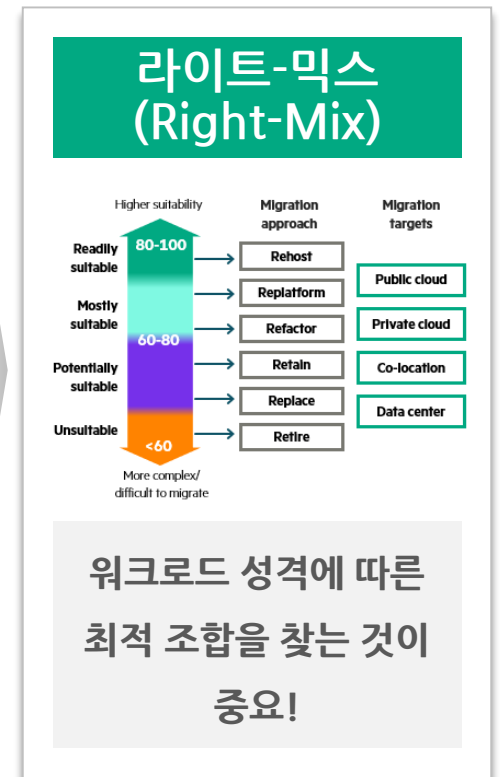 라이트-믹스
(Right-Mix)
Higher suitability
Migration
approach
Migration
targets
Readily
suitable
80-100
Rehost
Public cloud
Mostly
suitable
Replatform
Private cloud
60-80
Refactor
Potentially
suitable
Retain
Co-location
Replace
Data center
Unsuitable
<60
Retire
More complex/
difficult to migrate
워크로드 성격에 따른
최적 조합을 찾는 것이
중요!